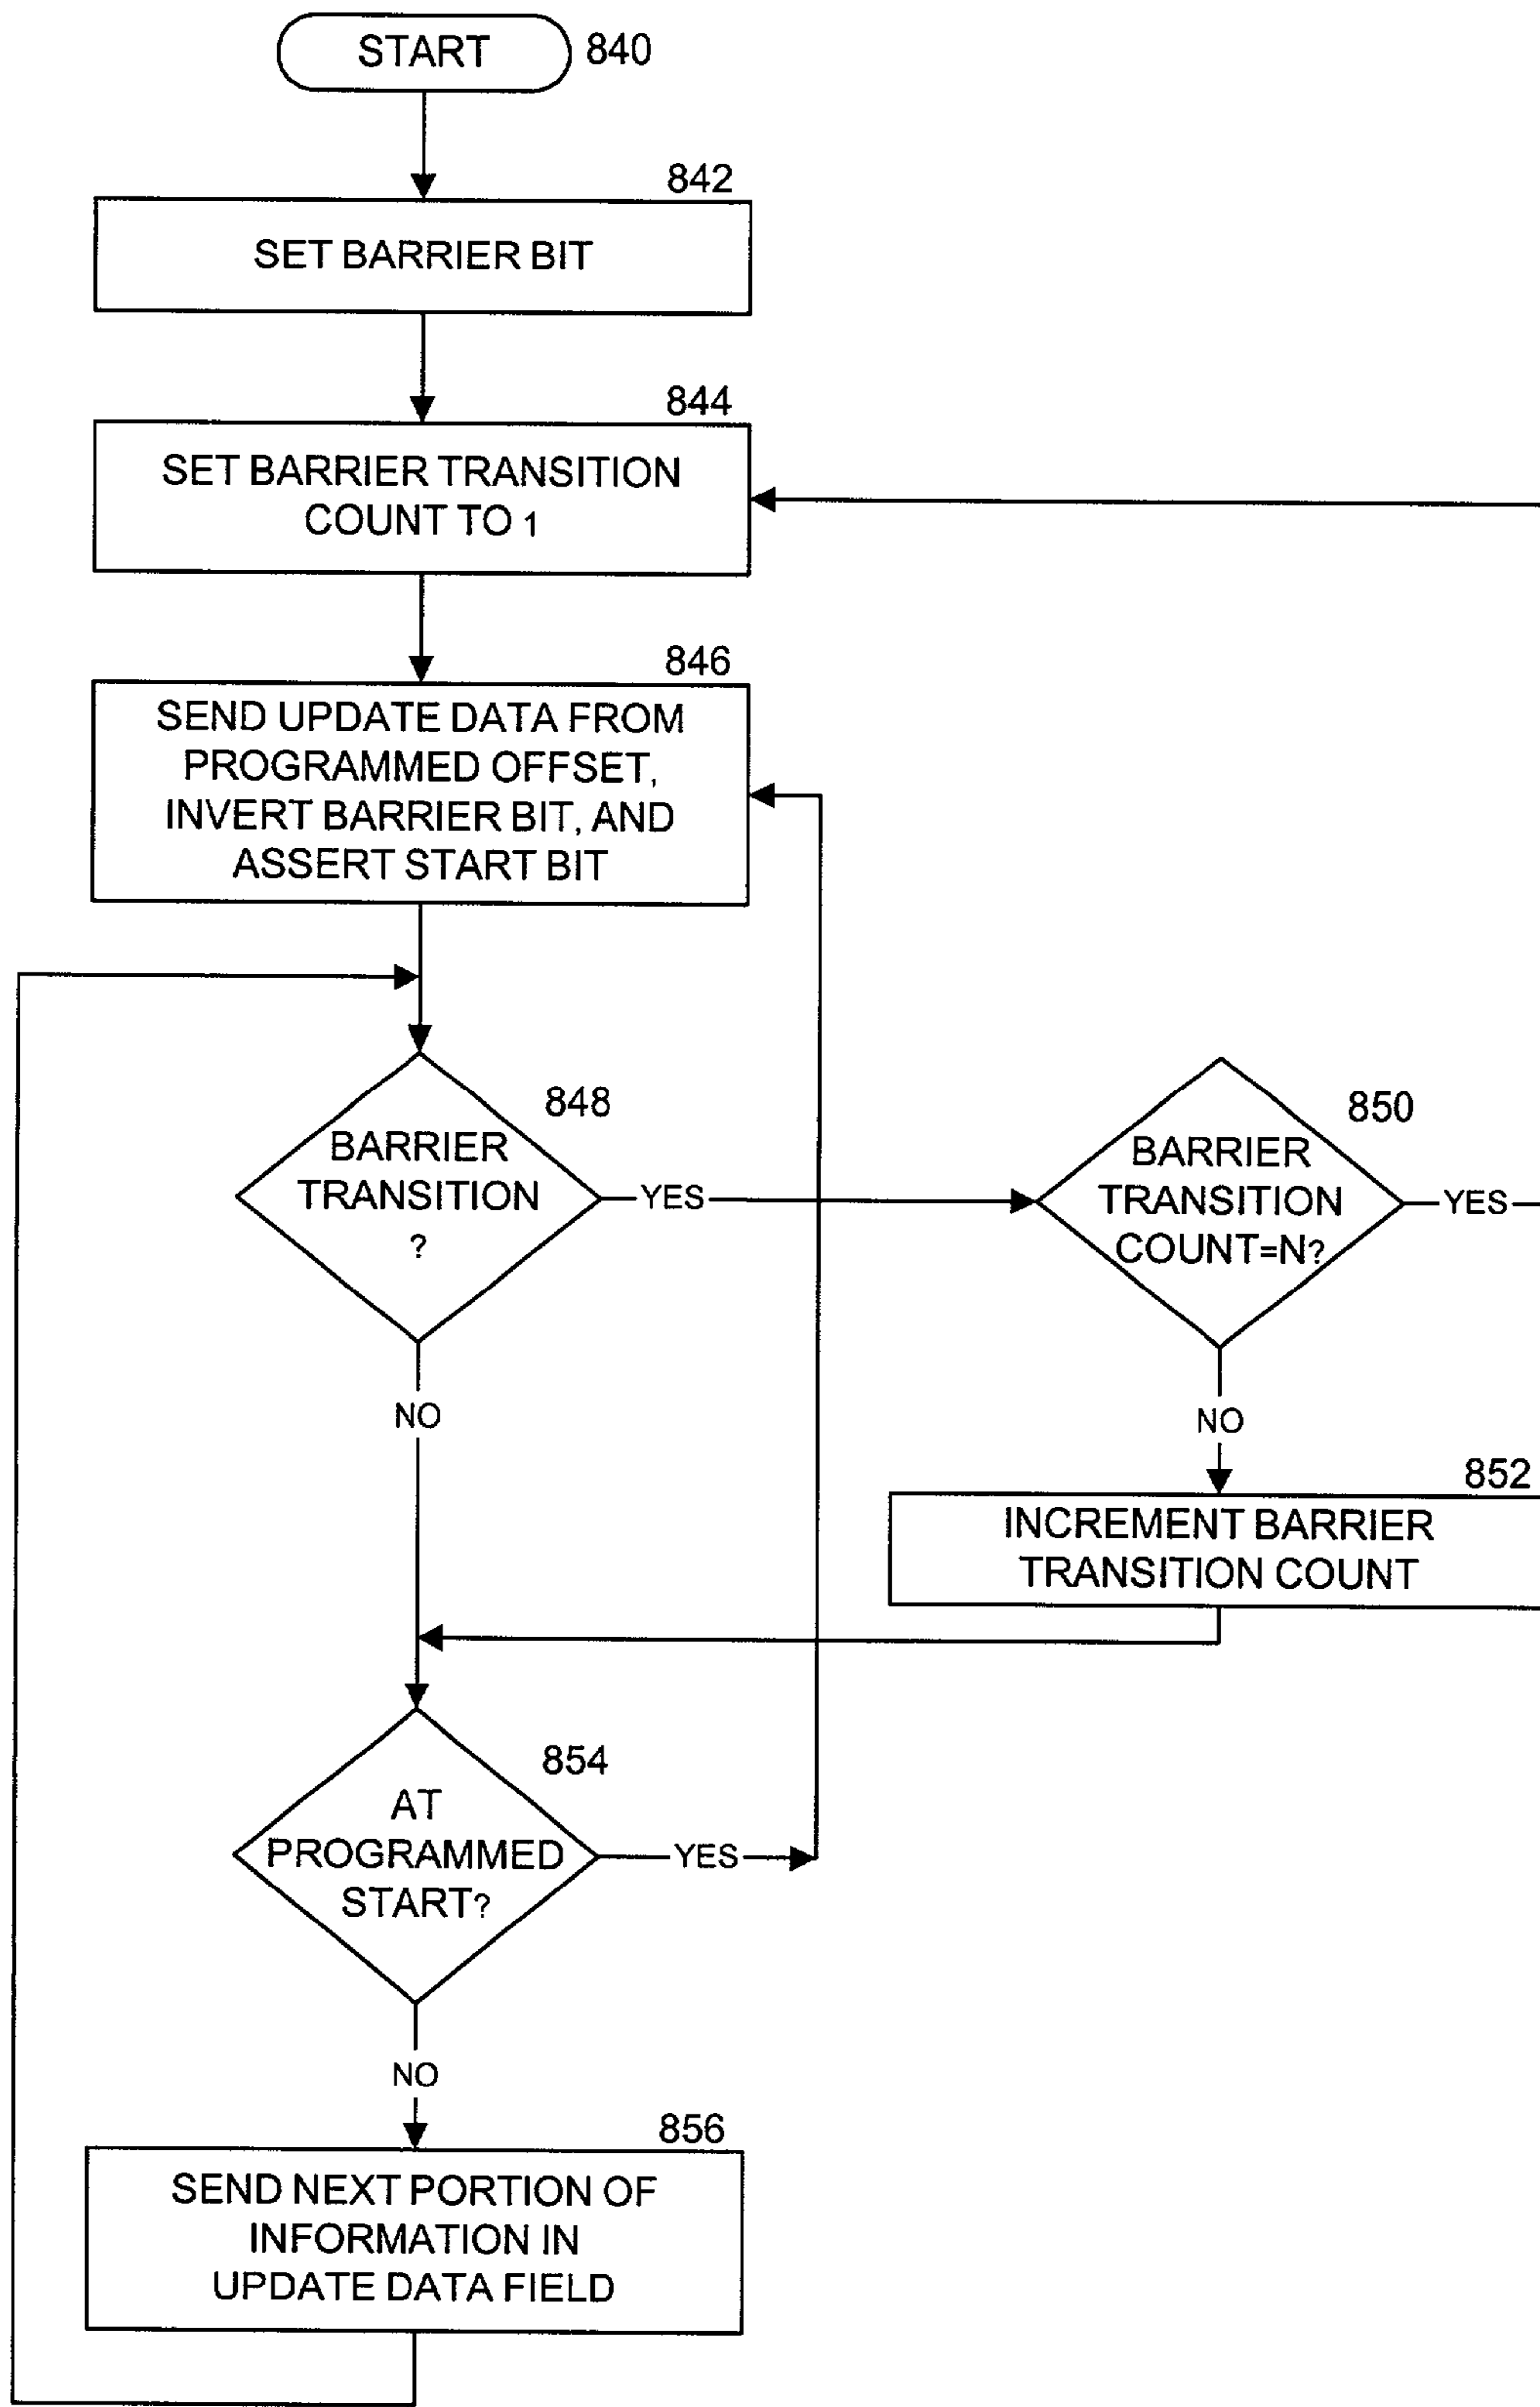 START 840
842
SET BARRIER BIT
844
SET BARRIER TRANSITION
COUNT TO 1
846
SEND UPDATE DATA FROM
PROGRAMMED OFFSET,
INVERT BARRIER BIT, AND
ASSERT START BIT
848
BARRIER
TRANSITION
?
YES
NO
850
BARRIER
TRANSITION
COUNT=N?
YES
NO
852
INCREMENT BARRIER
TRANSITION COUNT
854
AT
PROGRAMMED
START?
YES
NO
856
SEND NEXT PORTION OF
INFORMATION IN
UPDATE DATA FIELD